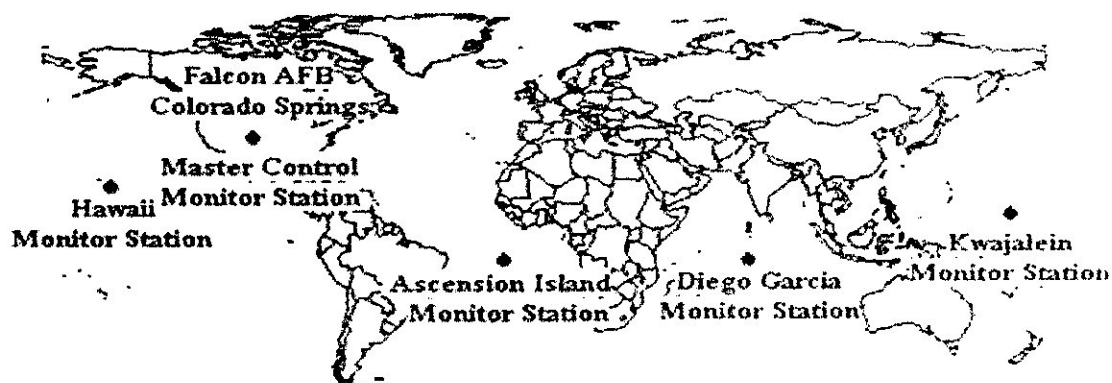 Falcon AFB
Colorado Springs
Master Control
Monitor Station
Hawaii
Monitor Station
Ascension Island
Monitor Station
Diego Garcia
Monitor Station
Kwajalein
Monitor Station